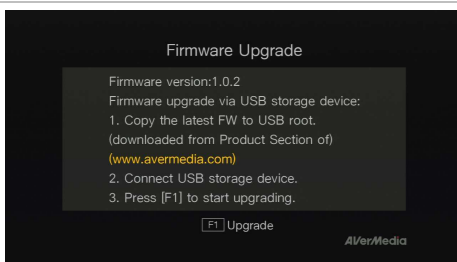 Firmware Upgrade
Firmware version:1.0.2
Firmware upgrade via USB storage device:
1. Copy the latest FW to USB root.
(downloaded from Product Section of)
(www.avermedia.com)
2. Connect USB storage device.
3. Press [F1] to start upgrading.
F1 Upgrade
AVerMedia